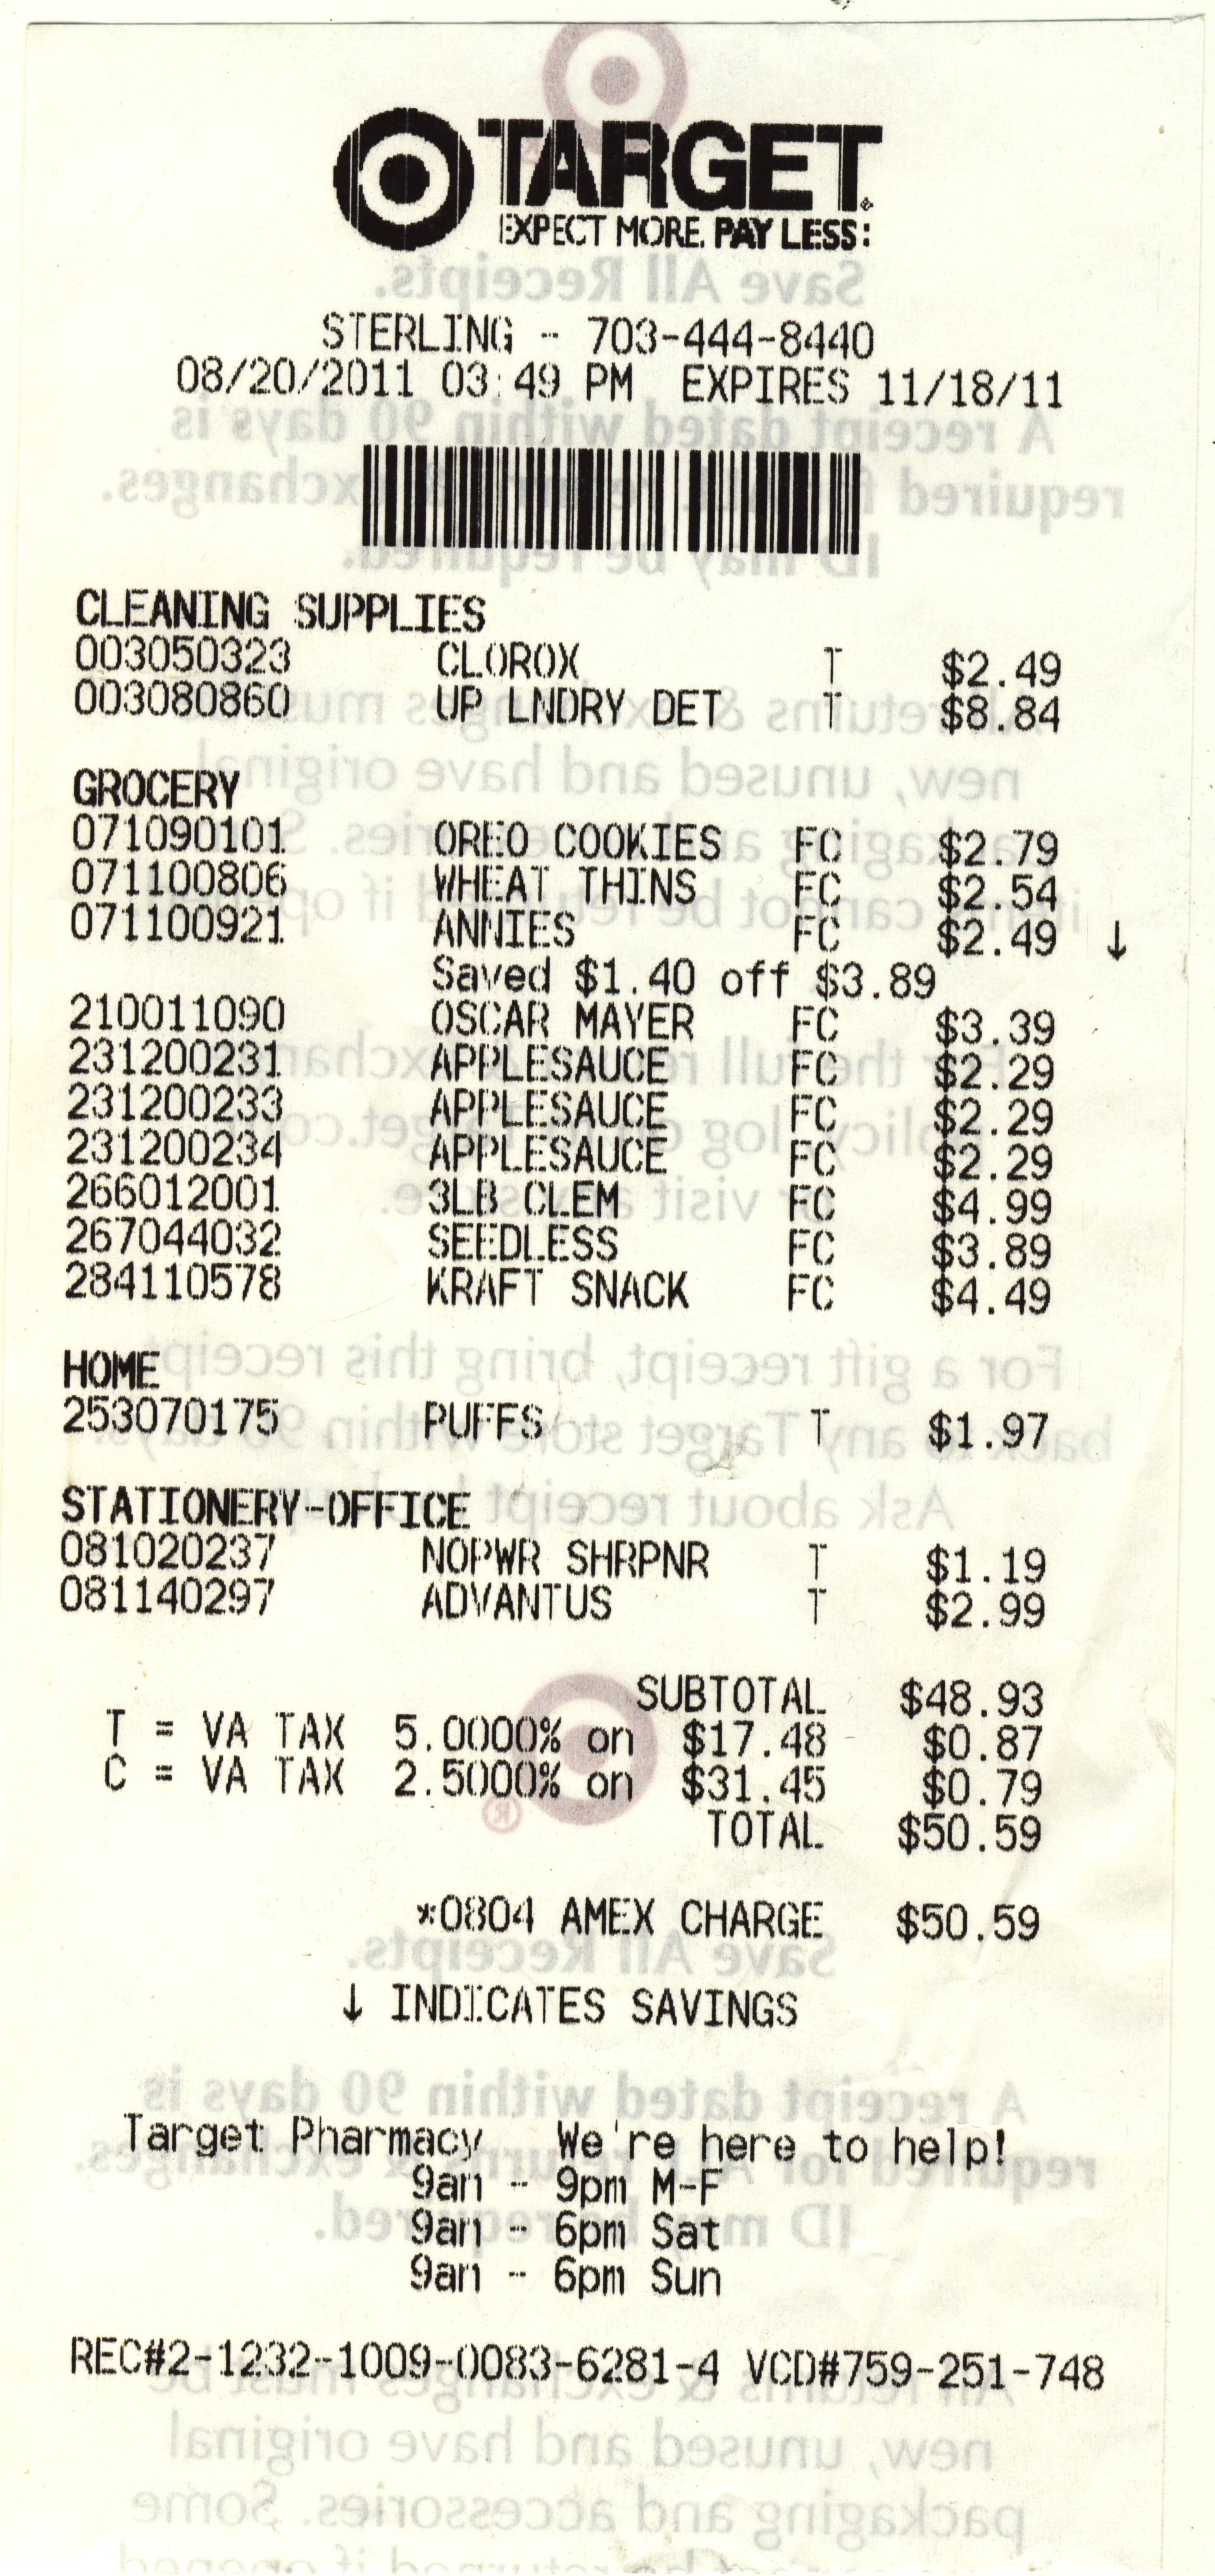 TARGET
EXPECT MORE. PAY LESS.
STERLING - 703-444-8440
08/20/2011 03:49 PM EXPIRES 11/18/11
CLEANING SUPPLIES
003050323 CLOROX T $2.49
003080860 UP LNDRY DET T $8.84
GROCERY
071090101 OREO COOKIES FC $2.79
071100806 WHEAT THINS FC $2.54
071100921 ANNIES FC $2.49 ↓
Saved $1.40 off $3.89
210011090 OSCAR MAYER FC $3.39
231200231 APPLESAUCE FC $2.29
231200233 APPLESAUCE FC $2.29
231200234 APPLESAUCE FC $2.29
266012001 3LB CLEM FC $4.99
267044032 SEEDLESS FC $3.89
284110578 KRAFT SNACK FC $4.49
HOME
253070175 PUFFS T $1.97
STATIONERY-OFFICE
081020237 NOPWR SHRPNR T $1.19
081140297 ADVANTUS T $2.99
SUBTOTAL $48.93
T = VA TAX 5.0000% on $17.48 $0.87
C = VA TAX 2.5000% on $31.45 $0.79
TOTAL $50.59
*0804 AMEX CHARGE $50.59
↓ INDICATES SAVINGS
Target Pharmacy We're here to help!
9am - 9pm M-F
9am - 6pm Sat
9am - 6pm Sun
REC#2-1232-1009-0083-6281-4 VCD#759-251-748